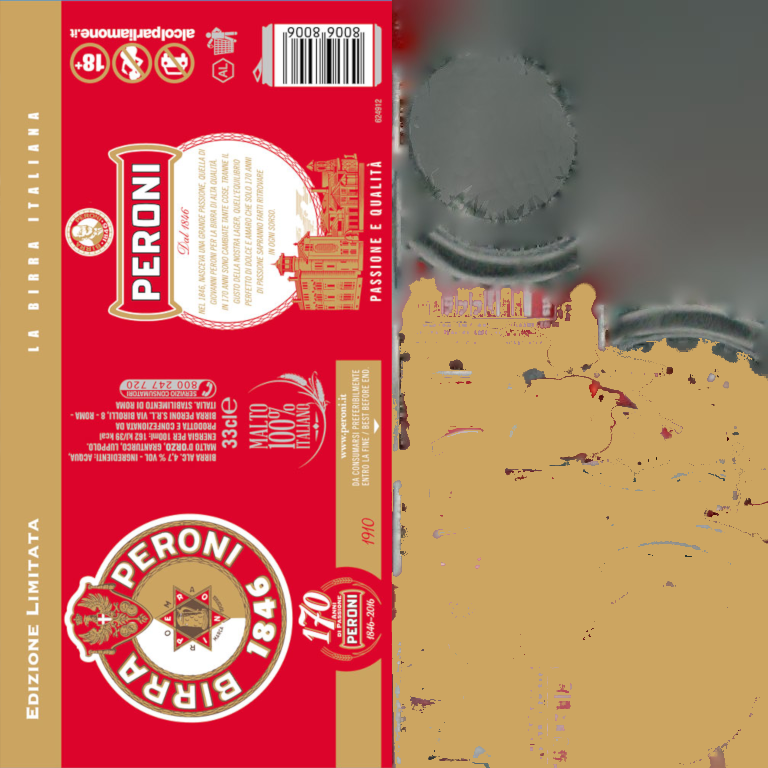 LA BIRRA ITALIANA
EDIZIONE LIMITATA
alcolparliamone.it
18+
AL
8006 9008
624912
PERONI
Dal 1846
NEL 1846, NASCEVA UNA GRANDE PASSIONE, QUELLA DI
GIOVANNI PERONI PER LA BIRRA DI ALTA QUALITÀ.
IN 170 ANNI SONO CAMBIATE TANTE COSE, TRANNE IL
GUSTO DELLA NOSTRA LAGER, QUELL'EQUILIBRIO
PERFETTO DI DOLCE E AMARO CHE SOLO 170 ANNI
DI PASSIONE SAPRANNO FARTI RITROVARE
IN OGNI SORSO.
PASSIONE E QUALITÀ
BIRRA ALC. 4,7 % VOL - INGREDIENTI: ACQUA,
MALTO D'ORZO, GRANTURCO, LUPPOLO.
ENERGIA PER 100ml: 162 kJ/39 kcal
PRODOTTA E CONFEZIONATA DA
BIRRA PERONI S.R.L. VIA BIROLLI, 8 - ROMA -
ITALIA STABILIMENTO DI ROMA
SERVIZIO CONSUMATORI
800 247 720
33cl℮
MALTO
100%
ITALIANO
www.peroni.it
DA CONSUMARSI PREFERIBILMENTE
ENTRO LA FINE / BEST BEFORE END
BIRRA PERONI
1846
1910
170
ANNI
DI PASSIONE
PERONI
1846-2016